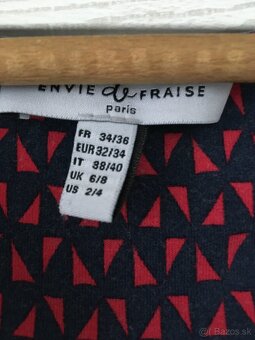 ENVIE de FRAISE
paris
FR 34/36
EUR 32/34
IT 38/40
UK 6/8
US 2/4
Bazos.sk